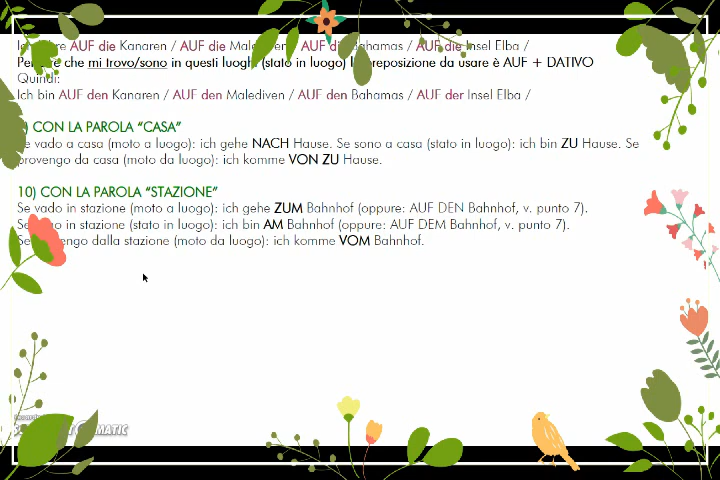 AUF die Kanaren / AUF die / AUF Bahamas / AUF die Insel Elba /
che mi trovo/sono in questi (stato in luogo) preposizione da usare è AUF + DATIVO
Quindi:
Ich bin AUF den Kanaren / AUF den Malediven / AUF den Bahamas / AUF der Insel Elba /
) CON LA PAROLA “CASA”
vado a casa (moto a luogo): ich gehe NACH Hause. Se sono a casa (stato in luogo): ich bin ZU Hause. Se
provengo da casa (moto da luogo): ich komme VON ZU Hause.
10) CON LA PAROLA “STAZIONE”
Se vado in stazione (moto a luogo): ich gehe ZUM Bahnhof (oppure: AUF DEN Bahnhof, v. punto 7).
in stazione (stato in luogo): ich bin AM Bahnhof (oppure: AUF DEM Bahnhof, v. punto 7).
dalla stazione (moto da luogo): ich komme VOM Bahnhof.